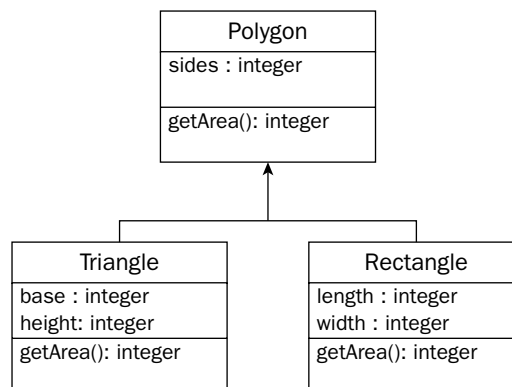 Polygon
sides : integer
getArea(): integer
Triangle
base : integer
height: integer
getArea(): integer
Rectangle
length : integer
width : integer
getArea(): integer